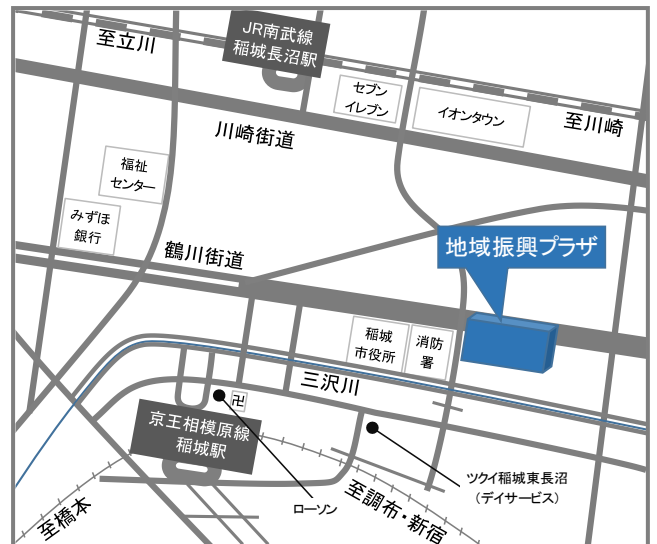 JR南武線
稲城長沼駅
至立川
セブン
イレブン
イオンタウン
至川崎
川崎街道
福祉
センター
みずほ
銀行
鶴川街道
地域振興プラザ
稲城
市役所
消防
署
三沢川
卍
京王相模原線
稲城駅
ツクイ稲城東長沼
（デイサービス）
ローソン
至調布・新宿
至橋本